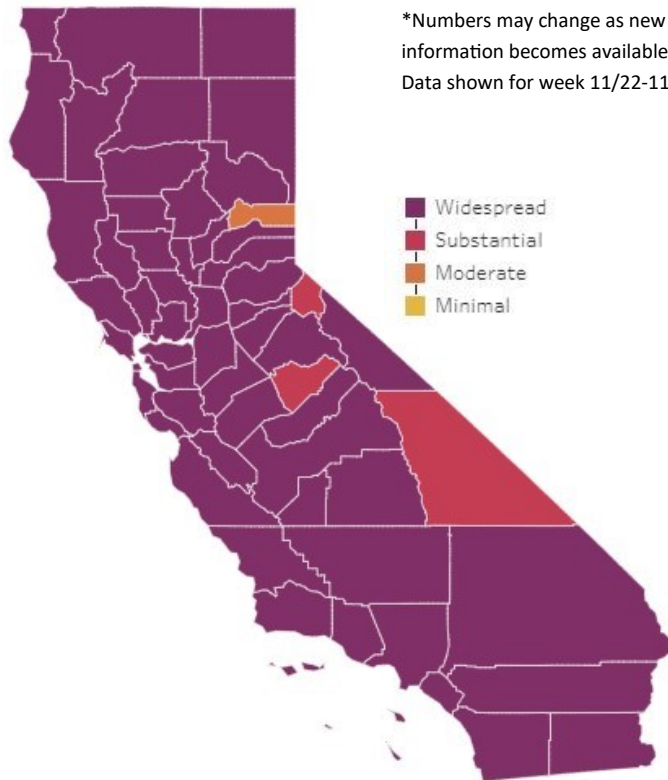 *Numbers may change as new
information becomes available
Data shown for week 11/22-11
Widespread
Substantial
Moderate
Minimal